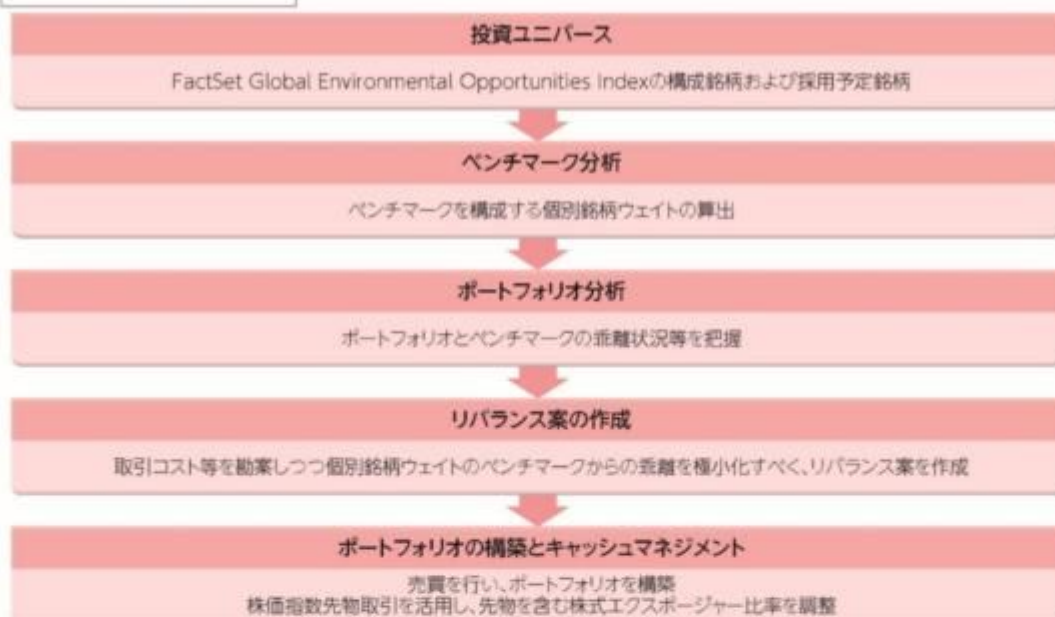 投資ユニバース
FactSet Global Environmental Opportunities Indexの構成銘柄および採用予定銘柄
ベンチマーク分析
ベンチマークを構成する個別銘柄ウェイトの算出
ポートフォリオ分析
ポートフォリオとベンチマークの乖離状況等を把握
リバランス案の作成
取引コスト等を勘案しつつ個別銘柄ウェイトのベンチマークからの乖離を極小化すべく、リバランス案を作成
ポートフォリオの構築とキャッシュマネジメント
売買を行い、ポートフォリオを構築
株価指数先物取引を活用し、先物を含む株式エクスポージャー比率を調整